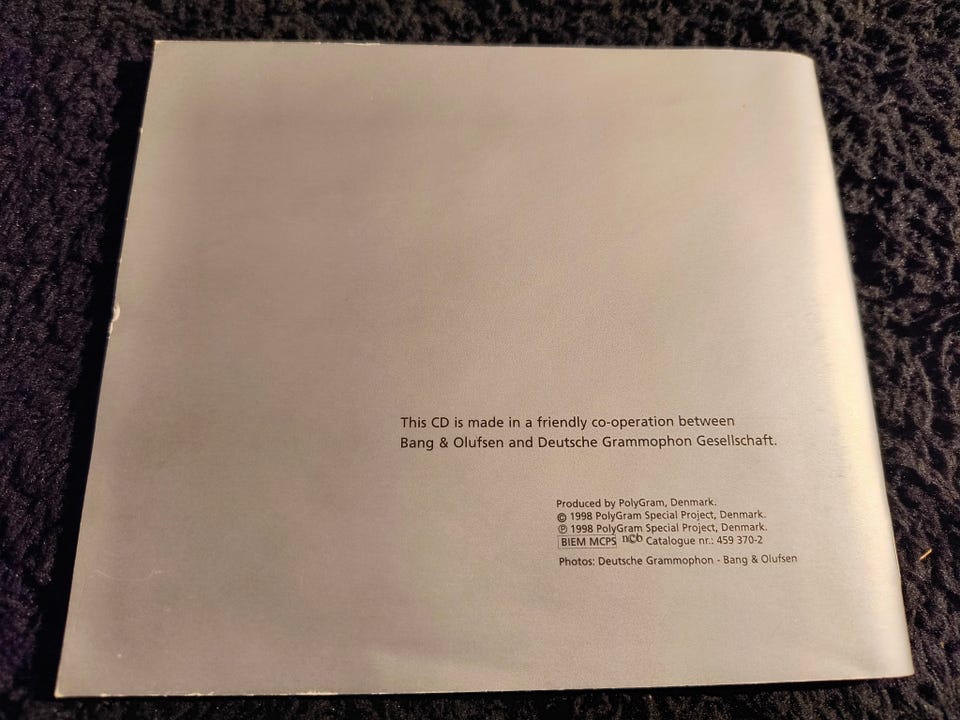 This CD is made in a friendly co-operation between
Bang & Olufsen and Deutsche Grammophon Gesellschaft.
Produced by PolyGram, Denmark.
© 1998 PolyGram Special Project, Denmark.
℗ 1998 PolyGram Special Project, Denmark.
BIEM MCPS ncb Catalogue nr.: 459 370-2
Photos: Deutsche Grammophon - Bang & Olufsen